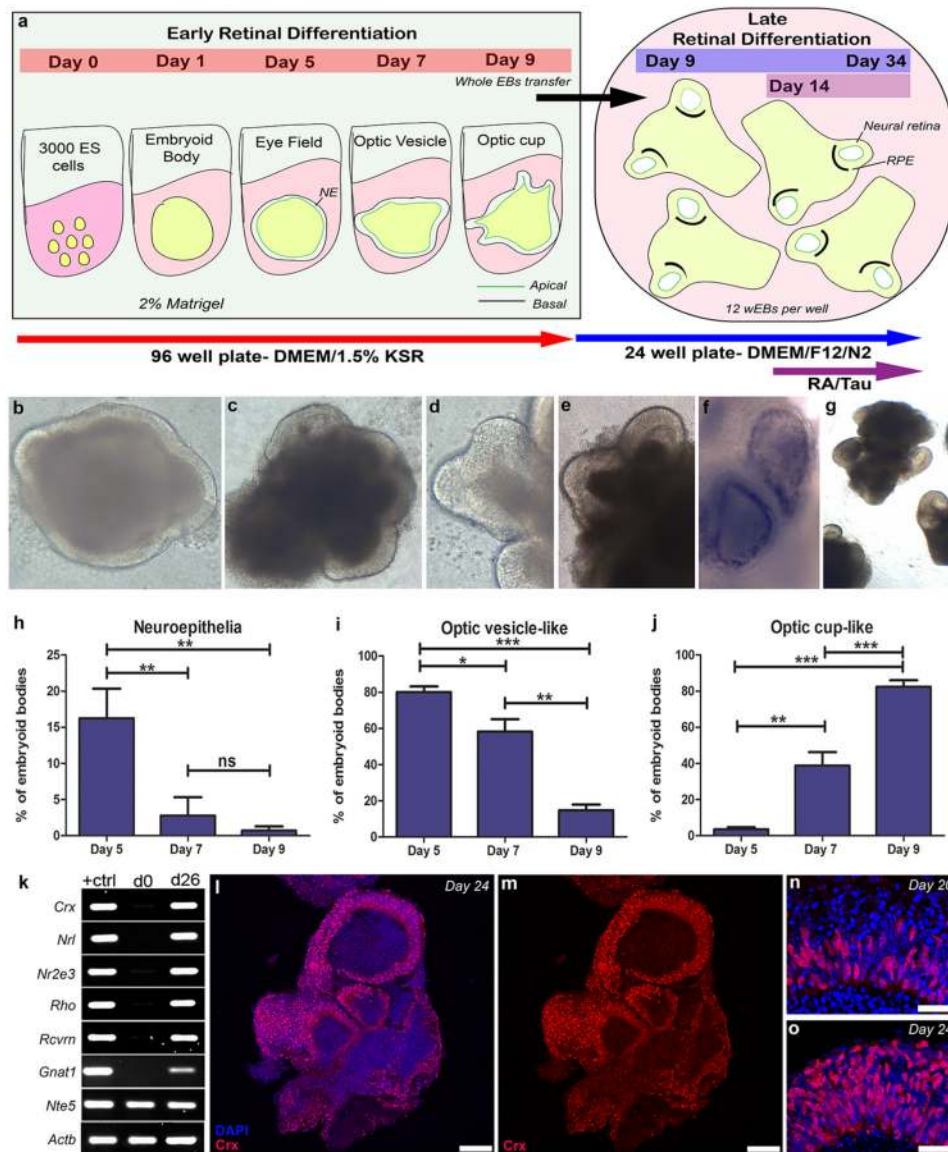 a
Early Retinal Differentiation
Day 0 Day 1 Day 5 Day 7 Day 9
Whole EBs transfer
3000 ES cells
Embryoid Body
Eye Field
Optic Vesicle
Optic cup
NE
2% Matrigel
Apical
Basal
Late
Retinal Differentiation
Day 9 Day 34
Day 14
Neural retina
RPE
12 wEBs per well
96 well plate- DMEM/1.5% KSR
24 well plate- DMEM/F12/N2
RA/Tau
b c d e f g
h
Neuroepithelia
% of embryoid bodies
25
20
15
10
5
0
**
**
ns
Day 5 Day 7 Day 9
i
Optic vesicle-like
% of embryoid bodies
100
80
60
40
20
0
***
*
**
Day 5 Day 7 Day 9
j
Optic cup-like
% of embryoid bodies
100
80
60
40
20
0
***
***
**
Day 5 Day 7 Day 9
k
+ctrl d0 d26
Crx
Nrl
Nr2e3
Rho
Rcvrn
Gnat1
Nte5
Actb
l
Day 24
DAPI
Crx
m
Crx
n
Day 20
o
Day 24